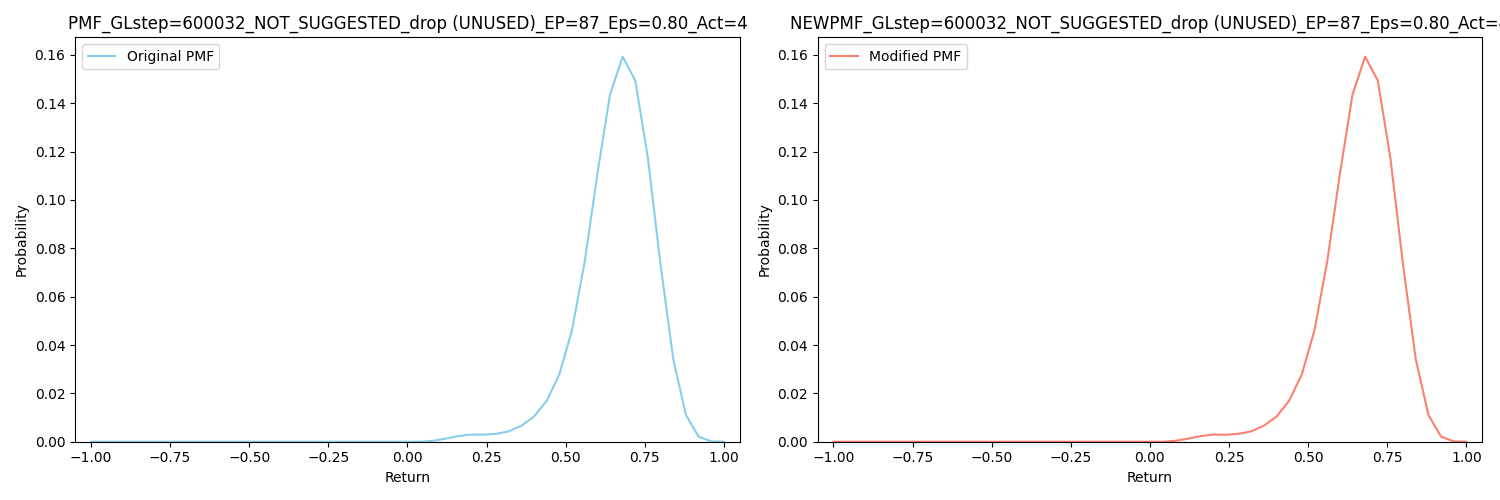 PMF_GLstep=600032_NOT_SUGGESTED_drop (UNUSED)_EP=87_Eps=0.80_Act=4
Original PMF
0.16
0.14
0.12
0.10
0.08
0.06
0.04
0.02
0.00
Probability
−1.00 −0.75 −0.50 −0.25 0.00 0.25 0.50 0.75 1.00
Return
NEWPMF_GLstep=600032_NOT_SUGGESTED_drop (UNUSED)_EP=87_Eps=0.80_Act=
Modified PMF
0.16
0.14
0.12
0.10
0.08
0.06
0.04
0.02
0.00
Probability
−1.00 −0.75 −0.50 −0.25 0.00 0.25 0.50 0.75 1.00
Return